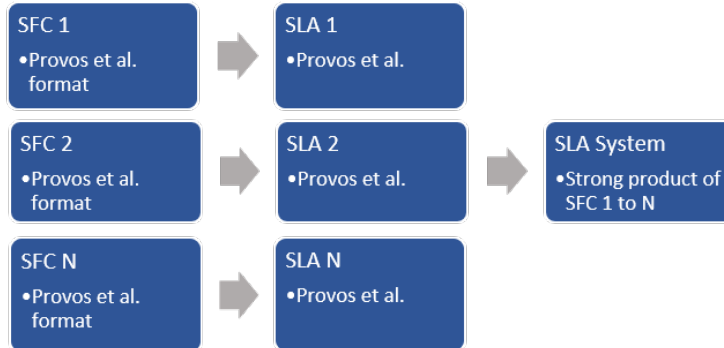 SFC 1
•Provos et al.
format
SLA 1
•Provos et al.
SFC 2
•Provos et al.
format
SLA 2
•Provos et al.
SLA System
•Strong product of
SFC 1 to N
SFC N
•Provos et al.
format
SLA N
•Provos et al.